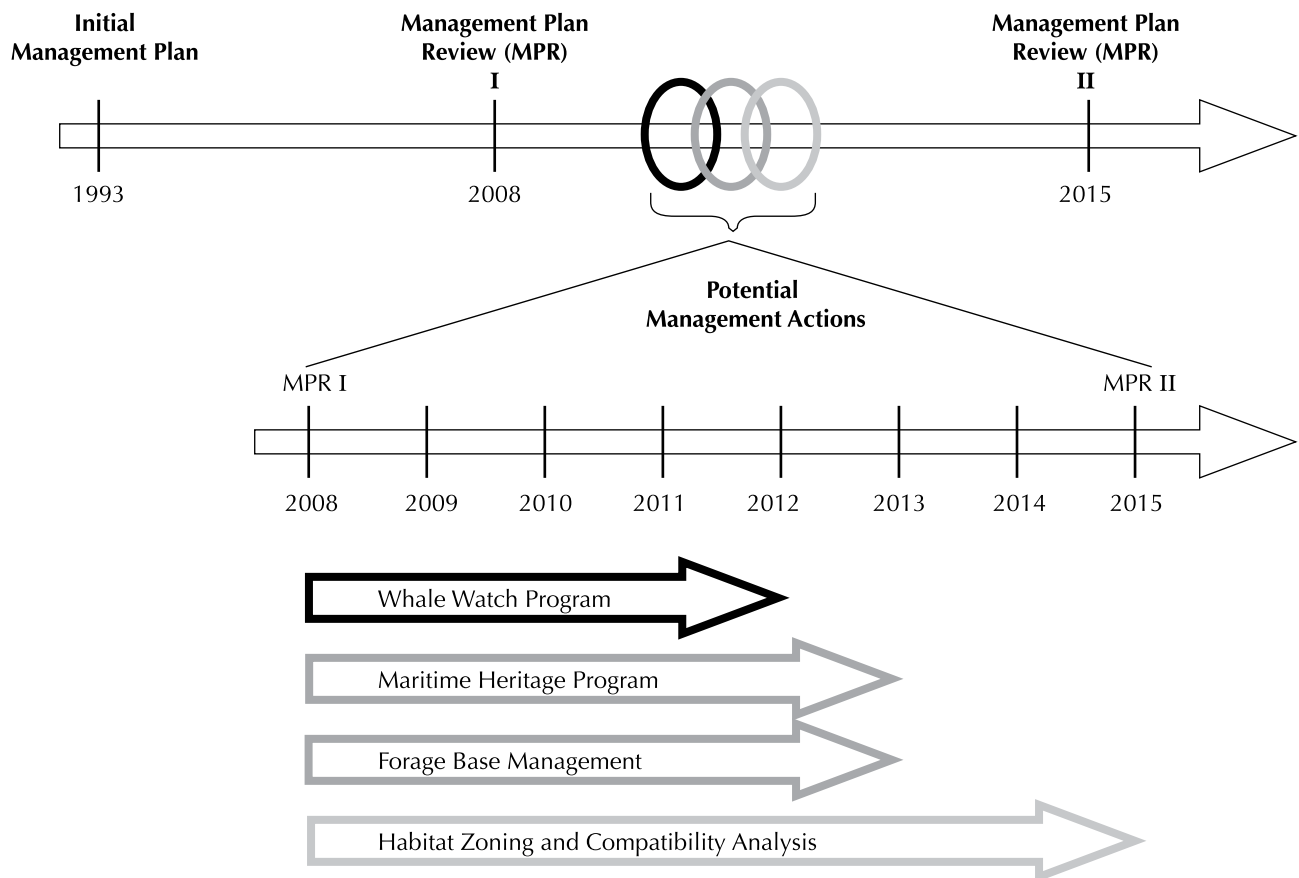 Initial
Management Plan
Management Plan
Review (MPR)
I
Management Plan
Review (MPR)
II
1993
2008
2015
Potential
Management Actions
MPR I
MPR II
2008
2009
2010
2011
2012
2013
2014
2015
Whale Watch Program
Maritime Heritage Program
Forage Base Management
Habitat Zoning and Compatibility Analysis